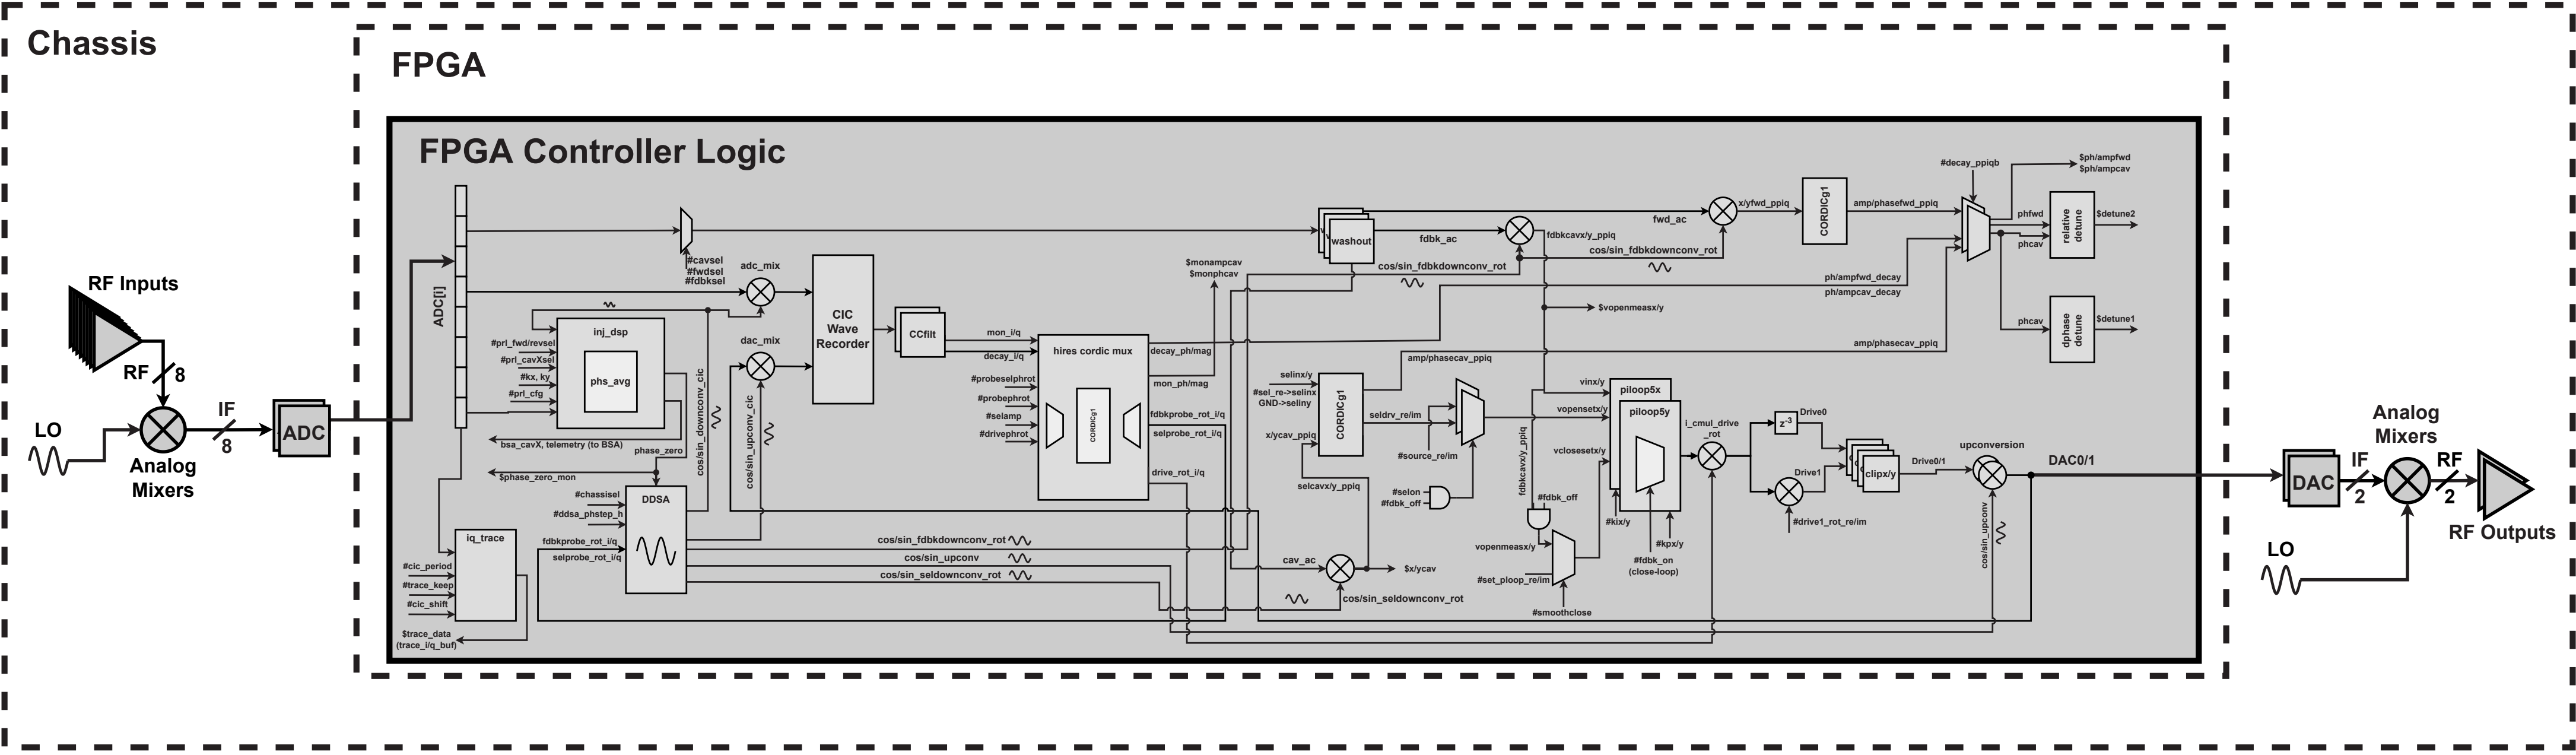 Chassis
FPGA
FPGA Controller Logic
RF Inputs
RF
8
LO
Analog
Mixers
IF
8
ADC
ADC[i]
#cavsel
#fwdsel
#fdbksel
adc_mix
inj_dsp
phs_avg
#prl_fwd/revsel
#prl_cavXsel
#kx, ky
#prl_cfg
bsa_cavX, telemetry (to BSA)
phase_zero
$phase_zero_mon
cos/sin_downconv_cic
dac_mix
cos/sin_upconv_cic
CIC
Wave
Recorder
CCfilt
mon_i/q
decay_i/q
#chassisel
#ddsa_phstep_h
DDSA
fdbkprobe_rot_i/q
selprobe_rot_i/q
iq_trace
#cic_period
#trace_keep
#cic_shift
$trace_data
(trace_i/q_buf)
cos/sin_fdbkdownconv_rot
cos/sin_upconv
cos/sin_seldownconv_rot
hires cordic mux
CORDICg1
#probeselphrot
#probephrot
#selamp
#drivephrot
decay_ph/mag
mon_ph/mag
fdbkprobe_rot_i/q
selprobe_rot_i/q
drive_rot_i/q
$monampcav
$monphcav
washout
fdbk_ac
fwd_ac
fdbkcavx/y_ppiq
cos/sin_fdbkdownconv_rot
cos/sin_fdbkdownconv_rot
x/yfwd_ppiq
CORDICg1
amp/phasefwd_ppiq
#decay_ppiqb
$ph/ampfwd
$ph/ampcav
phfwd
phcav
relative
detune
$detune2
phcav
dphase
detune
$detune1
ph/ampfwd_decay
ph/ampcav_decay
amp/phasecav_ppiq
$vopenmeasx/y
amp/phasecav_ppiq
selinx/y
#sel_re->selinx
GND->seliny
x/ycav_ppiq
CORDICg1
seldrv_re/im
#source_re/im
#selon
#fdbk_off
selcavx/y_ppiq
cav_ac
$x/ycav
cos/sin_seldownconv_rot
fdbkcavx/y_ppiq
#fdbk_off
vopenmeasx/y
#set_ploop_re/im
#smoothclose
vinx/y
vopensetx/y
vclosesetx/y
piloop5x
piloop5y
#kix/y
#kpx/y
#fdbk_on
(close-loop)
i_cmul_drive
_rot
z-3
Drive0
Drive1
#drive1_rot_re/im
clipx/y
Drive0/1
upconversion
cos/sin_upconv
DAC0/1
DAC
IF
2
Analog
Mixers
RF
2
RF Outputs
LO